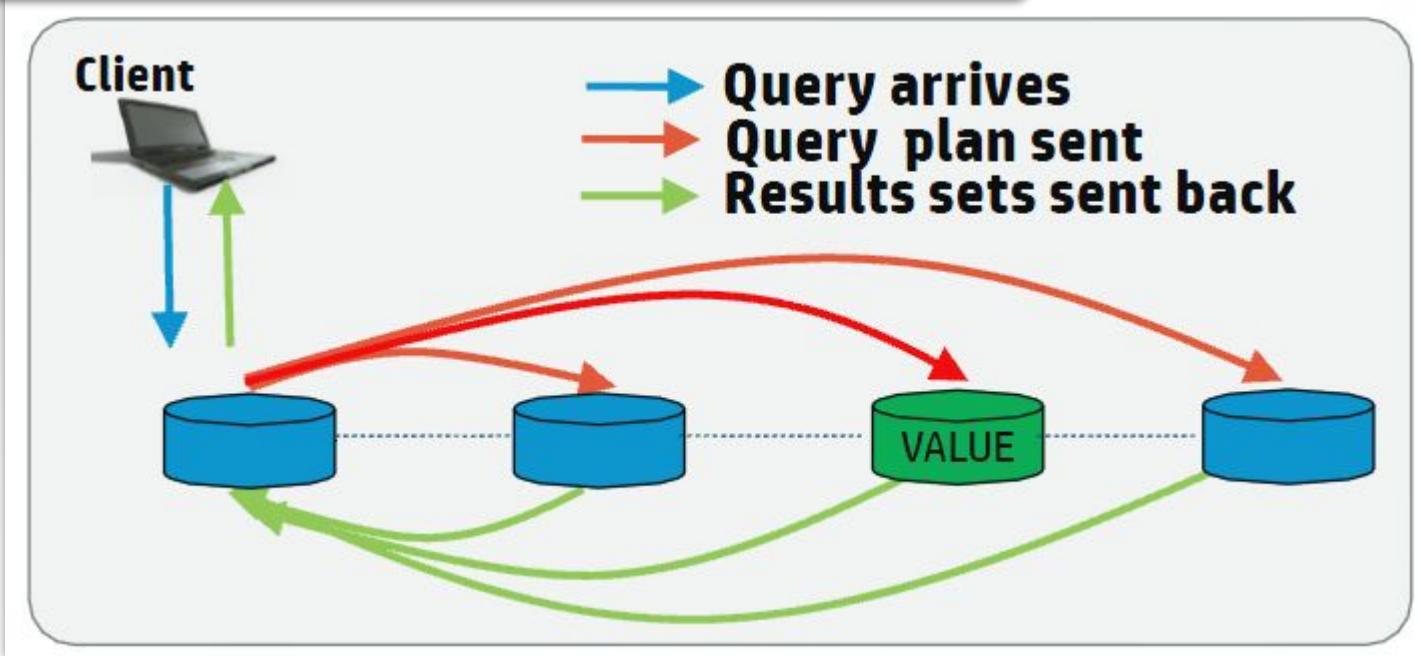 Client
Query arrives
Query plan sent
Results sets sent back
VALUE